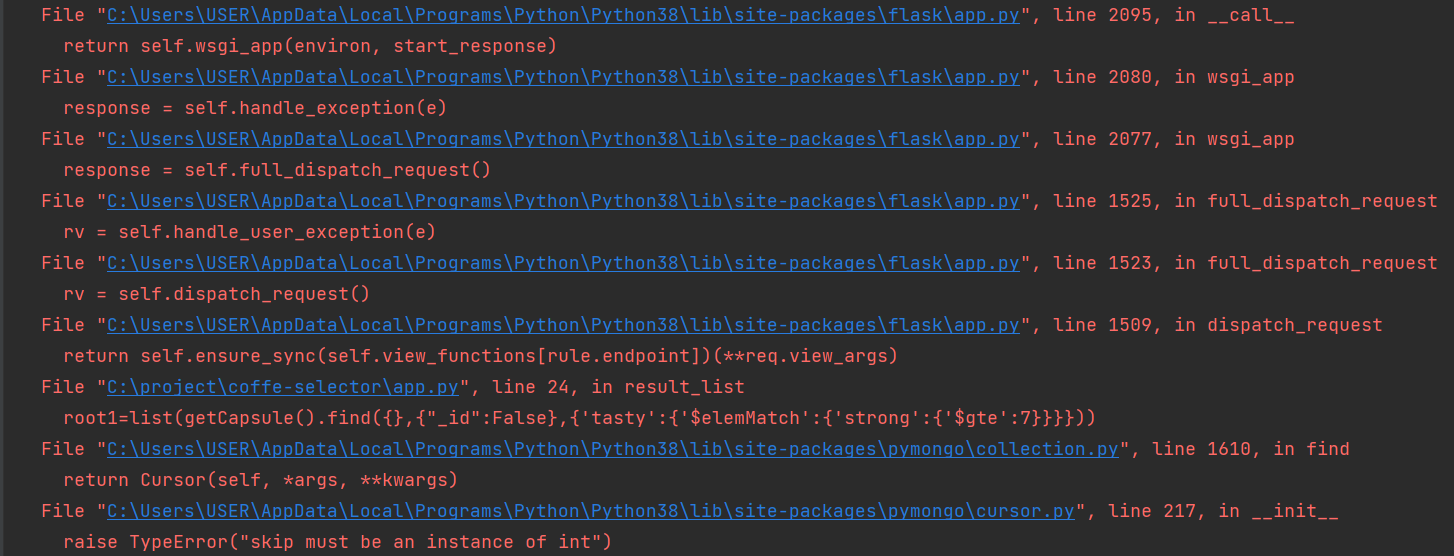 File "C:\Users\USER\AppData\Local\Programs\Python\Python38\lib\site-packages\flask\app.py", line 2095, in __call__
return self.wsgi_app(environ, start_response)
File "C:\Users\USER\AppData\Local\Programs\Python\Python38\lib\site-packages\flask\app.py", line 2080, in wsgi_app
response = self.handle_exception(e)
File "C:\Users\USER\AppData\Local\Programs\Python\Python38\lib\site-packages\flask\app.py", line 2077, in wsgi_app
response = self.full_dispatch_request()
File "C:\Users\USER\AppData\Local\Programs\Python\Python38\lib\site-packages\flask\app.py", line 1525, in full_dispatch_request
rv = self.handle_user_exception(e)
File "C:\Users\USER\AppData\Local\Programs\Python\Python38\lib\site-packages\flask\app.py", line 1523, in full_dispatch_request
rv = self.dispatch_request()
File "C:\Users\USER\AppData\Local\Programs\Python\Python38\lib\site-packages\flask\app.py", line 1509, in dispatch_request
return self.ensure_sync(self.view_functions[rule.endpoint])(**req.view_args)
File "C:\project\coffe-selector\app.py", line 24, in result_list
root1=list(getCapsule().find({},{"_id":False},{'tasty':{'$elemMatch':{'strong':{'$gte':7}}}}))
File "C:\Users\USER\AppData\Local\Programs\Python\Python38\lib\site-packages\pymongo\collection.py", line 1610, in find
return Cursor(self, *args, **kwargs)
File "C:\Users\USER\AppData\Local\Programs\Python\Python38\lib\site-packages\pymongo\cursor.py", line 217, in __init__
raise TypeError("skip must be an instance of int")